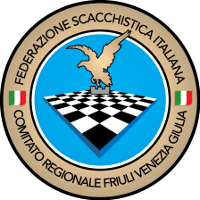 FEDERAZIONE SCACCHISTICA ITALIANA
COMITATO REGIONALE FRIULI VENEZIA GIULIA